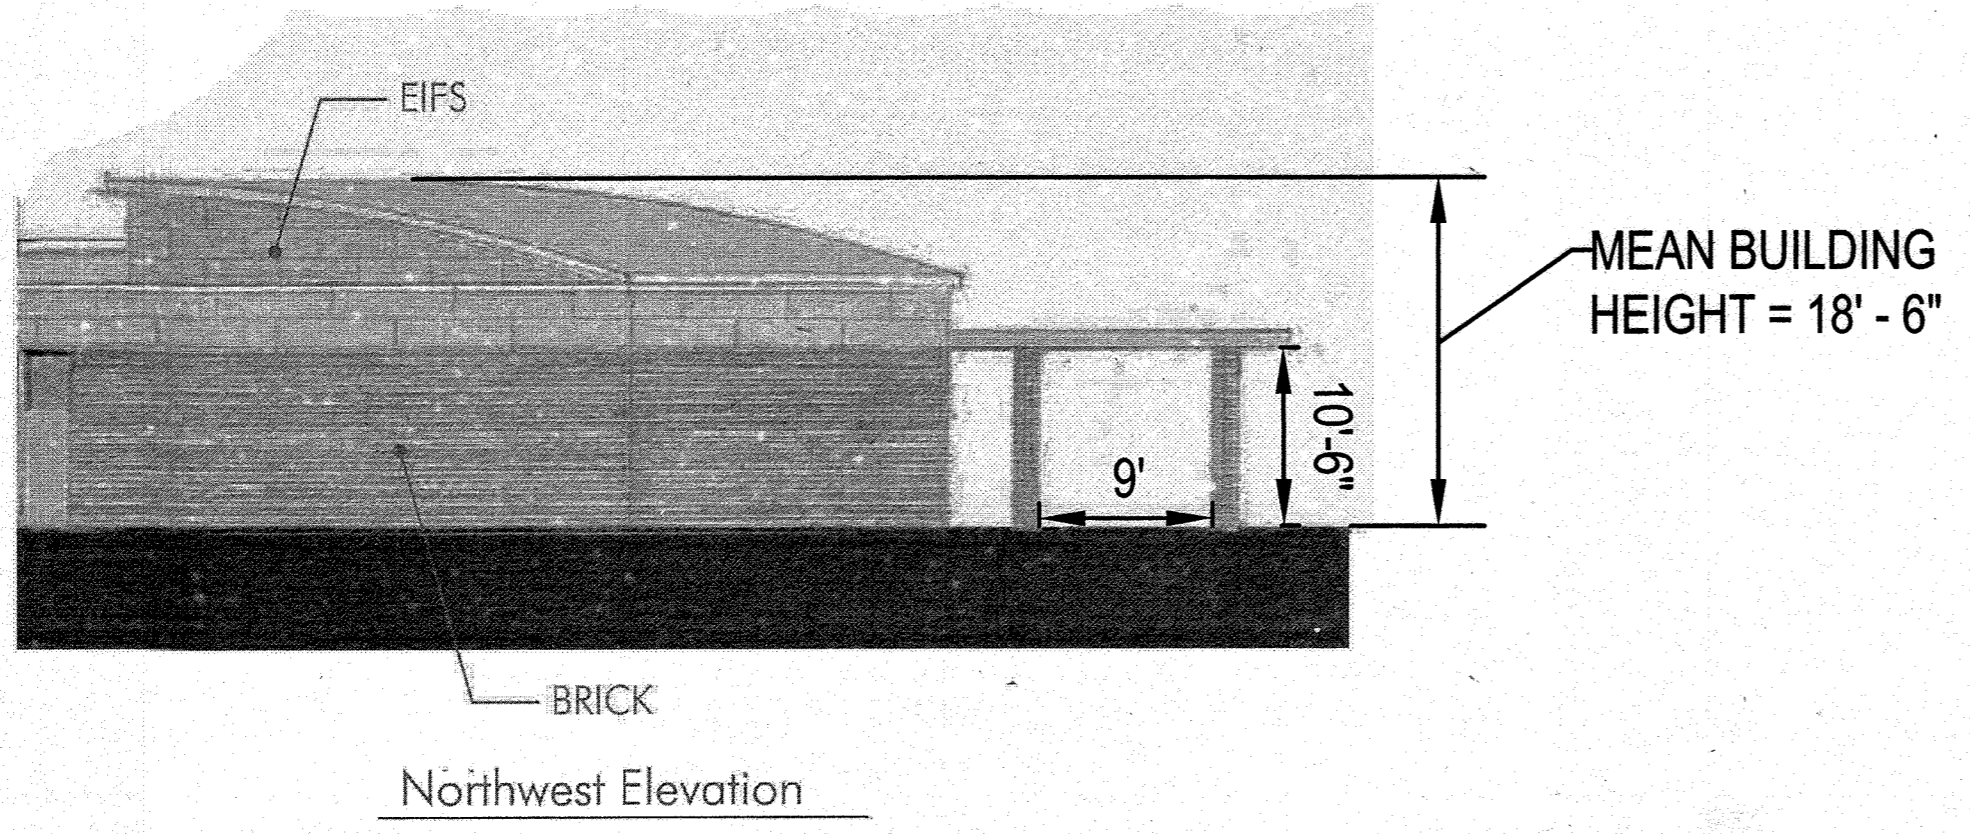 EIFS
MEAN BUILDING
HEIGHT = 18' - 6"
10'-6"
9'
BRICK
Northwest Elevation